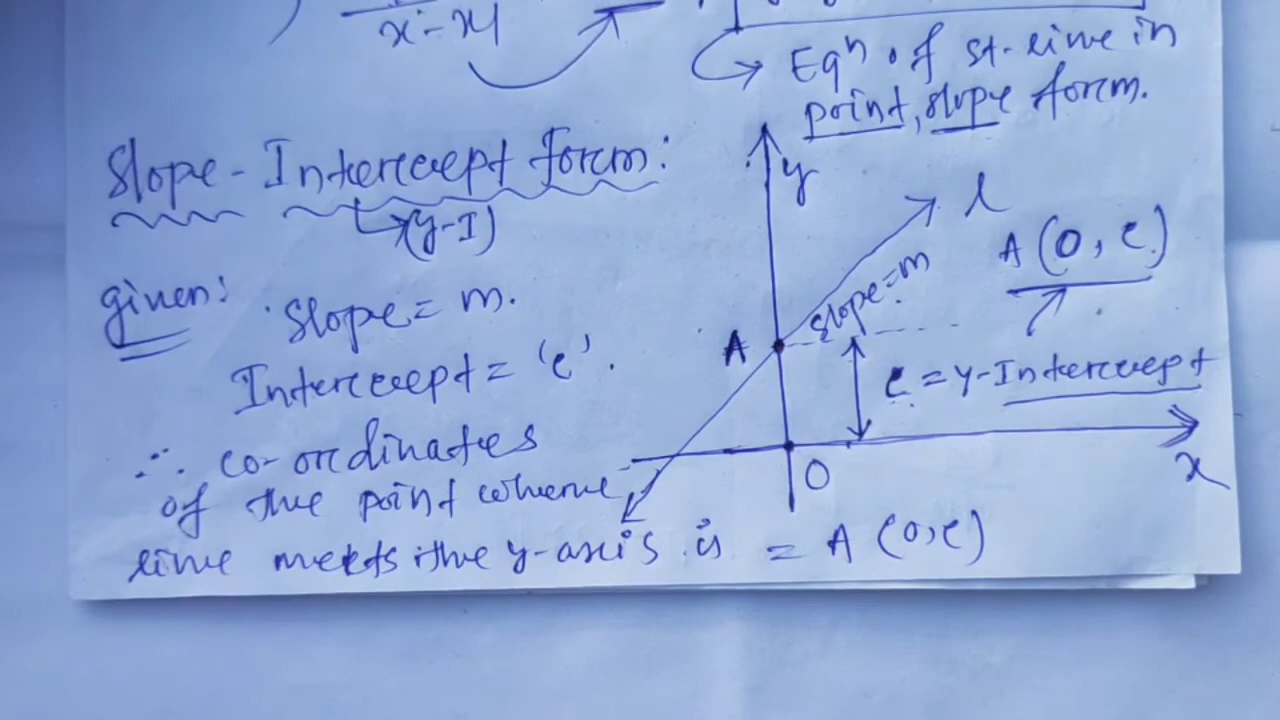 x - x1
Eqn of st. line in
point, slope form.
Slope - Intercept form:
(y-I)
given:
Slope = m.
Intercept = 'c'.
∴ co-ordinates
of the point where
line meets the y-axis is = A (0,c)
y
l
A (0, c)
slope = m
A
c = y-Intercept
O
x